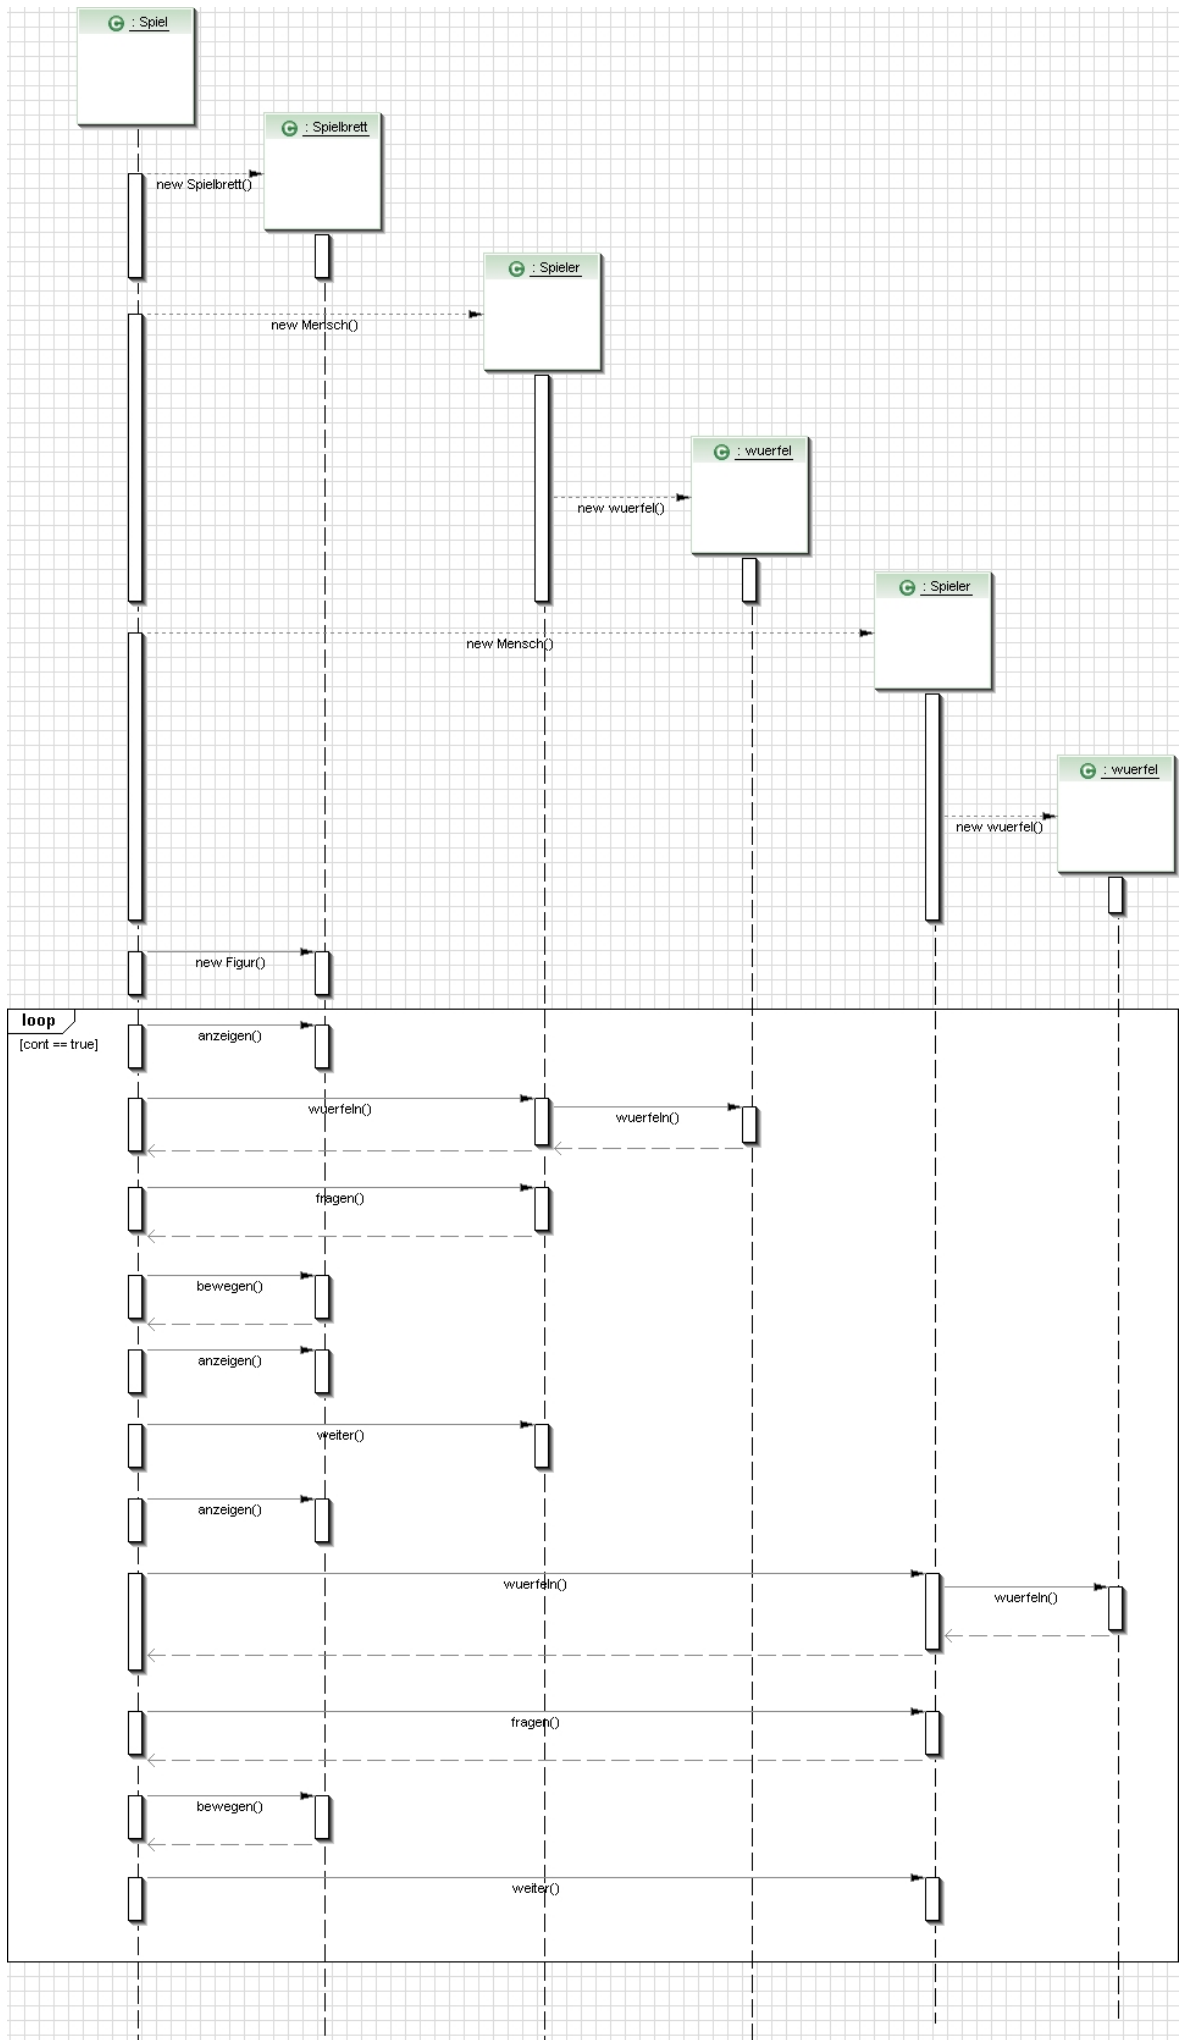 C : Spiel
C : Spielbrett
new Spielbrett()
C : Spieler
new Mensch()
C : wuerfel
new wuerfel()
C : Spieler
new Mensch()
C : wuerfel
new wuerfel()
new Figur()
loop
[cont == true]
anzeigen()
wuerfeln()
wuerfeln()
fragen()
bewegen()
anzeigen()
weiter()
anzeigen()
wuerfeln()
wuerfeln()
fragen()
bewegen()
weiter()